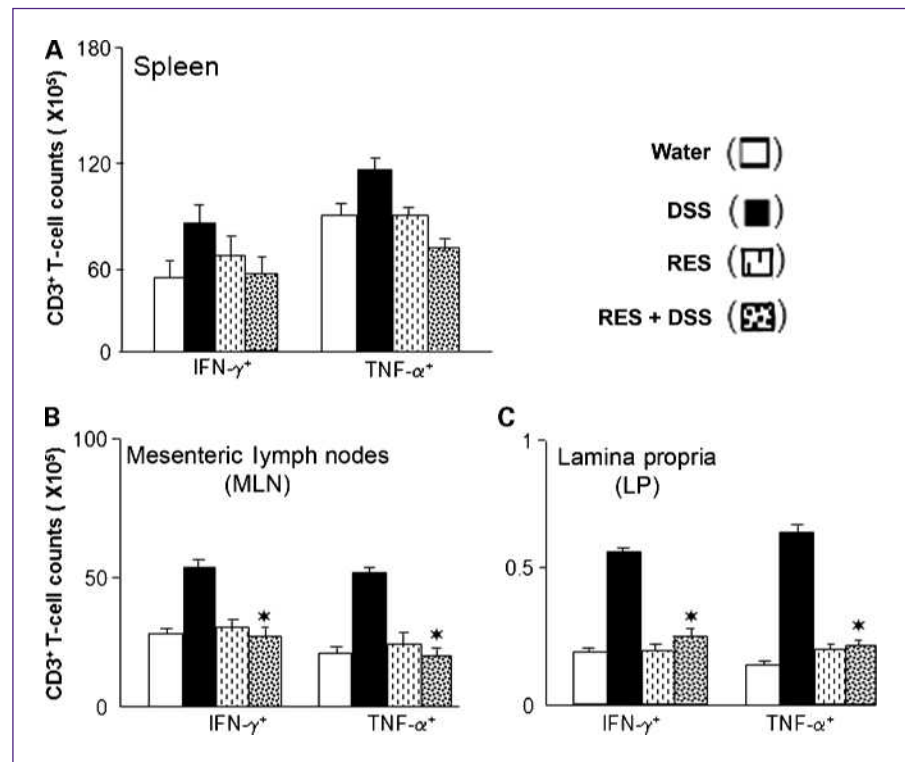 A
Spleen
CD3⁺ T-cell counts ( X10⁵)
180
120
60
0
IFN-γ⁺
TNF-α⁺
Water ( )
DSS ( )
RES ( )
RES + DSS ( )
B
Mesenteric lymph nodes
(MLN)
CD3⁺ T-cell counts ( X10⁵)
100
50
0
*
*
IFN-γ⁺
TNF-α⁺
C
Lamina propria
(LP)
1
0.5
0
*
*
IFN-γ⁺
TNF-α⁺